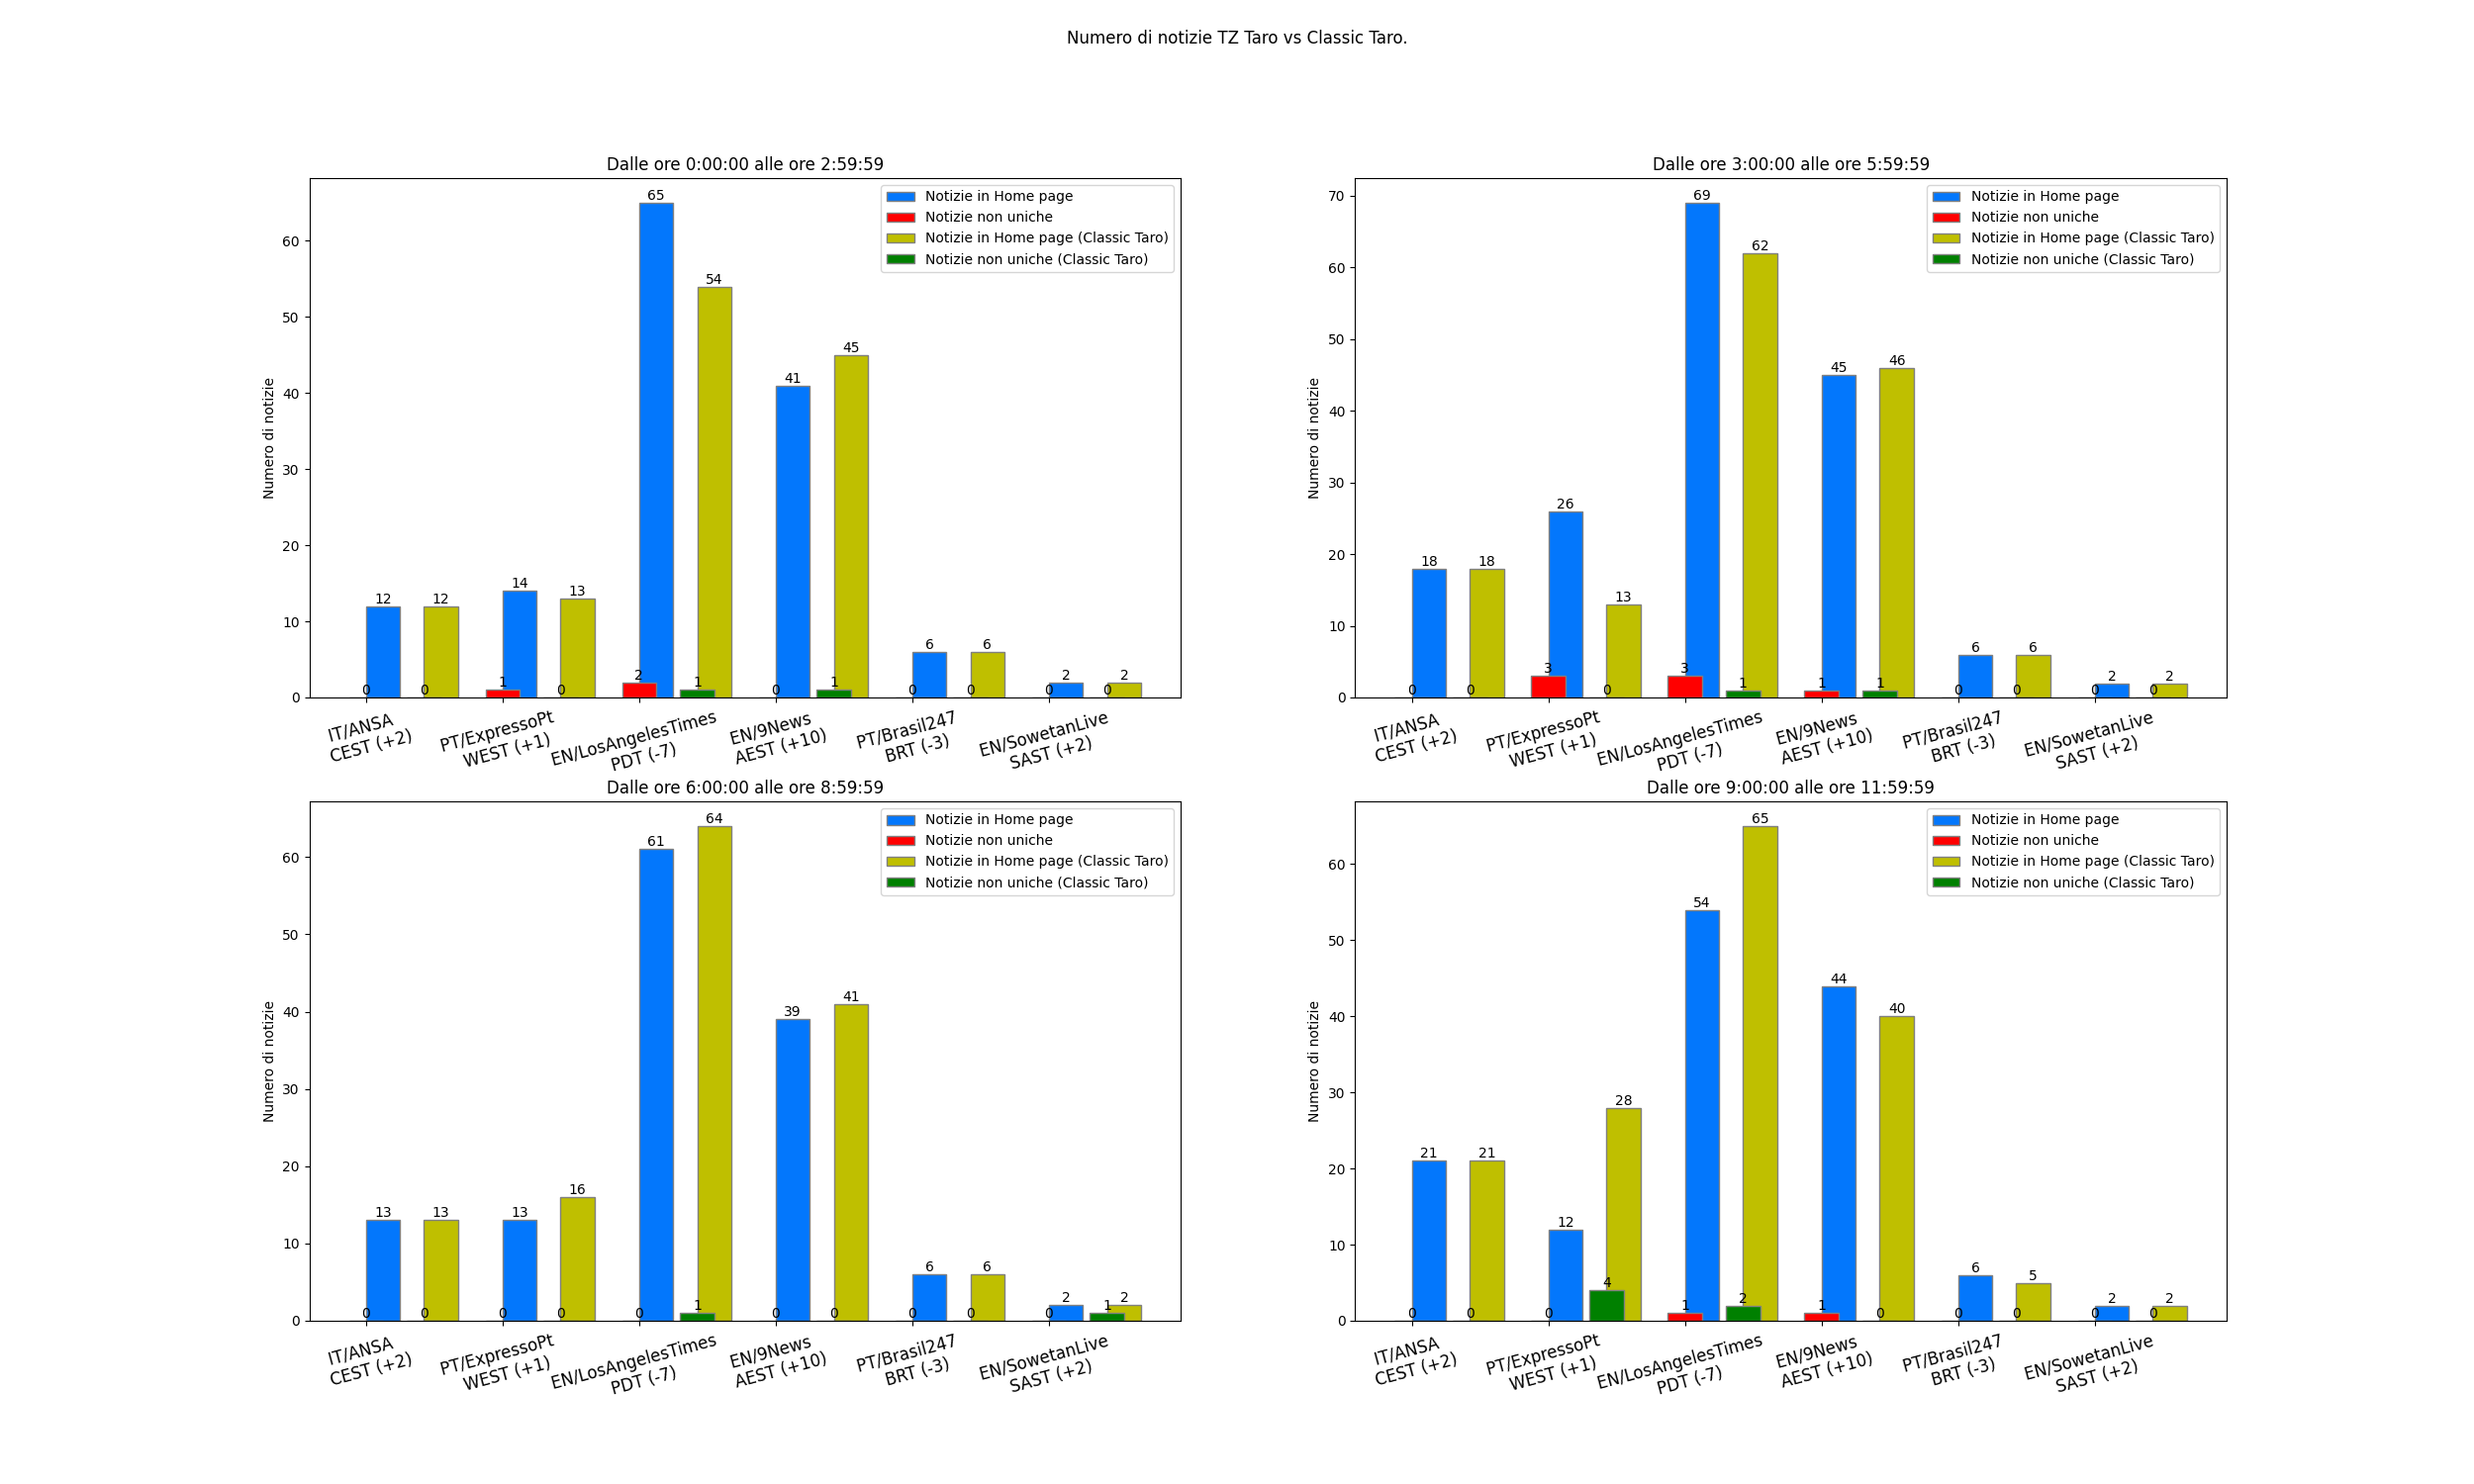 Numero di notizie TZ Taro vs Classic Taro.
Dalle ore 0:00:00 alle ore 2:59:59
Numero di notizie
60
50
40
30
20
10
0
Notizie in Home page
Notizie non uniche
Notizie in Home page (Classic Taro)
Notizie non uniche (Classic Taro)
0 12 0 12
1 14 0 13
2 65 1 54
0 41 1 45
0 6 0 6
0 2 0 2
IT/ANSA
CEST (+2)
PT/ExpressoPt
WEST (+1)
EN/LosAngelesTimes
PDT (-7)
EN/9News
AEST (+10)
PT/Brasil247
BRT (-3)
EN/SowetanLive
SAST (+2)
Dalle ore 3:00:00 alle ore 5:59:59
Numero di notizie
70
60
50
40
30
20
10
0
Notizie in Home page
Notizie non uniche
Notizie in Home page (Classic Taro)
Notizie non uniche (Classic Taro)
0 18 0 18
3 26 0 13
3 69 1 62
1 45 1 46
0 6 0 6
0 2 0 2
IT/ANSA
CEST (+2)
PT/ExpressoPt
WEST (+1)
EN/LosAngelesTimes
PDT (-7)
EN/9News
AEST (+10)
PT/Brasil247
BRT (-3)
EN/SowetanLive
SAST (+2)
Dalle ore 6:00:00 alle ore 8:59:59
Numero di notizie
60
50
40
30
20
10
0
Notizie in Home page
Notizie non uniche
Notizie in Home page (Classic Taro)
Notizie non uniche (Classic Taro)
0 13 0 13
0 13 0 16
0 61 1 64
0 39 0 41
0 6 0 6
0 2 1 2
IT/ANSA
CEST (+2)
PT/ExpressoPt
WEST (+1)
EN/LosAngelesTimes
PDT (-7)
EN/9News
AEST (+10)
PT/Brasil247
BRT (-3)
EN/SowetanLive
SAST (+2)
Dalle ore 9:00:00 alle ore 11:59:59
Numero di notizie
60
50
40
30
20
10
0
Notizie in Home page
Notizie non uniche
Notizie in Home page (Classic Taro)
Notizie non uniche (Classic Taro)
0 21 0 21
0 12 4 28
1 54 2 65
1 44 0 40
0 6 0 5
0 2 0 2
IT/ANSA
CEST (+2)
PT/ExpressoPt
WEST (+1)
EN/LosAngelesTimes
PDT (-7)
EN/9News
AEST (+10)
PT/Brasil247
BRT (-3)
EN/SowetanLive
SAST (+2)